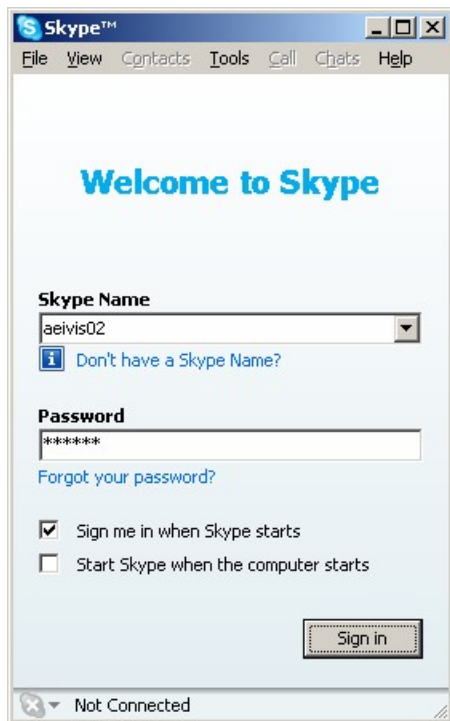 Skype™
File View Contacts Tools Call Chats Help
Welcome to Skype
Skype Name
aeivis02
Don't have a Skype Name?
Password
******
Forgot your password?
Sign me in when Skype starts
Start Skype when the computer starts
Sign in
Not Connected